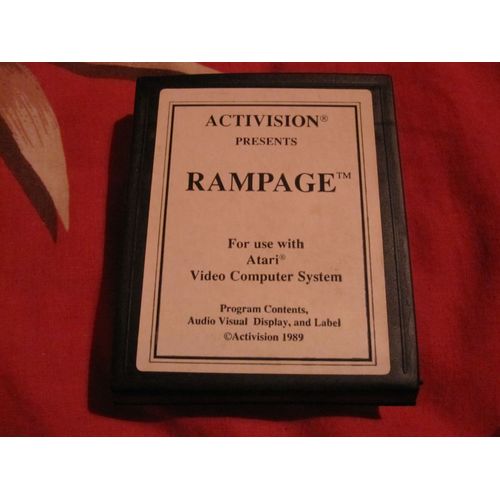 ACTIVISION®
PRESENTS
RAMPAGE™
For use with
Atari®
Video Computer System
Program Contents,
Audio Visual Display, and Label
©Activision 1989